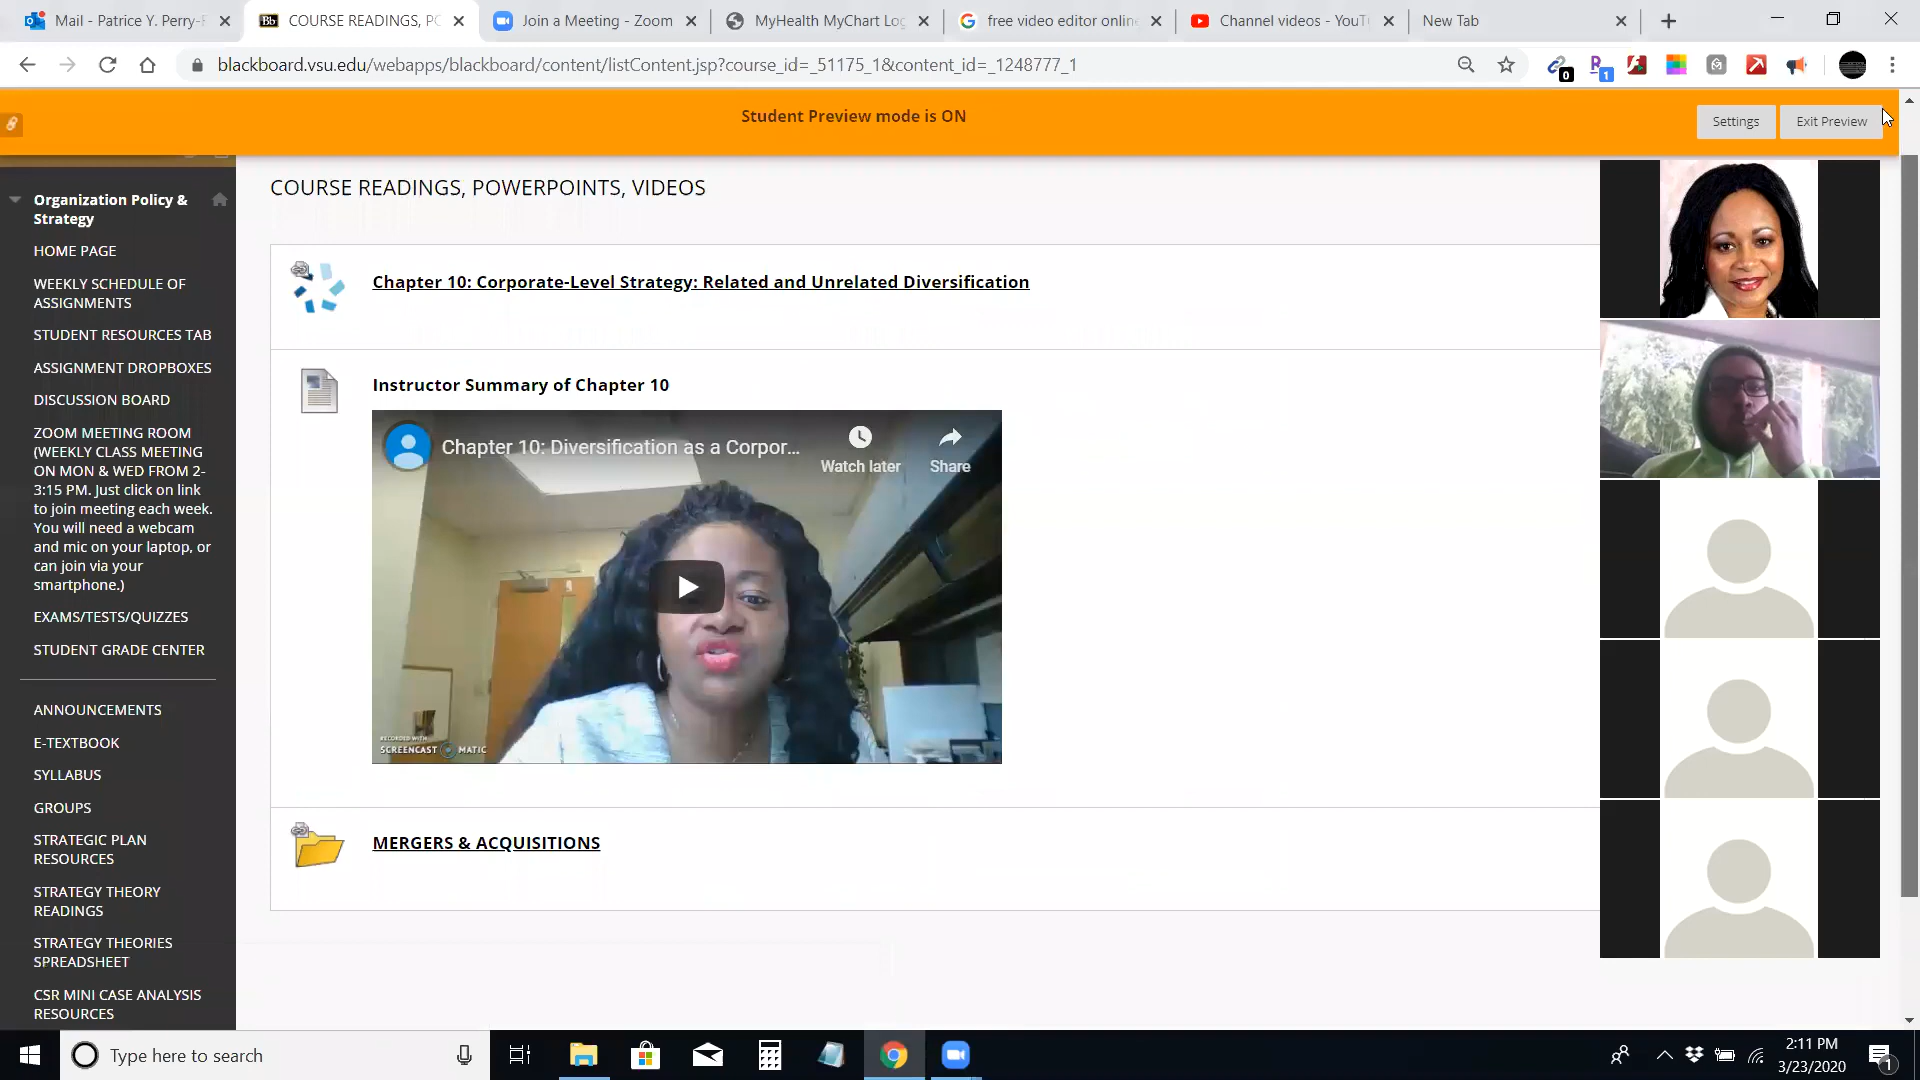 Mail - Patrice Y. Perry-
COURSE READINGS, PC
Join a Meeting - Zoom
MyHealth MyChart Log
free video editor online
Channel videos - YouT
New Tab
blackboard.vsu.edu/webapps/blackboard/content/listContent.jsp?course_id=_51175_1&content_id=_1248777_1
0
1
Student Preview mode is ON
Settings
Exit Preview
Organization Policy &
Strategy
HOME PAGE
WEEKLY SCHEDULE OF
ASSIGNMENTS
STUDENT RESOURCES TAB
ASSIGNMENT DROPBOXES
DISCUSSION BOARD
ZOOM MEETING ROOM
(WEEKLY CLASS MEETING
ON MON & WED FROM 2-
3:15 PM. Just click on link
to join meeting each week.
You will need a webcam
and mic on your laptop, or
can join via your
smartphone.)
EXAMS/TESTS/QUIZZES
STUDENT GRADE CENTER
ANNOUNCEMENTS
E-TEXTBOOK
SYLLABUS
GROUPS
STRATEGIC PLAN
RESOURCES
STRATEGY THEORY
READINGS
STRATEGY THEORIES
SPREADSHEET
CSR MINI CASE ANALYSIS
RESOURCES
COURSE READINGS, POWERPOINTS, VIDEOS
Chapter 10: Corporate-Level Strategy: Related and Unrelated Diversification
Instructor Summary of Chapter 10
Chapter 10: Diversification as a Corpor...
Watch later
Share
RECORDED WITH
SCREENCAST MATIC
MERGERS & ACQUISITIONS
Type here to search
2:11 PM
3/23/2020
1